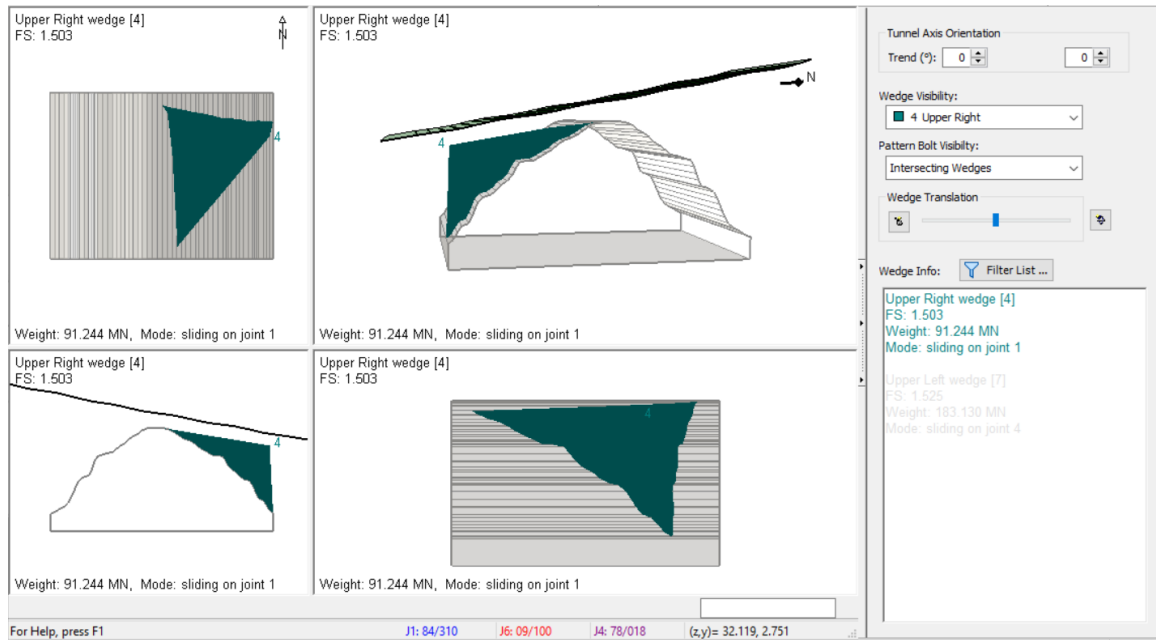 Upper Right wedge [4]
FS: 1.503
N
4
Weight: 91.244 MN, Mode: sliding on joint 1
Upper Right wedge [4]
FS: 1.503
N
4
Weight: 91.244 MN, Mode: sliding on joint 1
Upper Right wedge [4]
FS: 1.503
4
Weight: 91.244 MN, Mode: sliding on joint 1
Upper Right wedge [4]
FS: 1.503
4
Weight: 91.244 MN, Mode: sliding on joint 1
Tunnel Axis Orientation
Trend (°): 0 0
Wedge Visibility:
4 Upper Right
Pattern Bolt Visibilty:
Intersecting Wedges
Wedge Translation
Wedge Info: Filter List ...
Upper Right wedge [4]
FS: 1.503
Weight: 91.244 MN
Mode: sliding on joint 1
Upper Left wedge [7]
FS: 1.525
Weight: 183.130 MN
Mode: sliding on joint 4
For Help, press F1 J1: 84/310 J6: 09/100 J4: 78/018 (z,y)= 32.119, 2.751